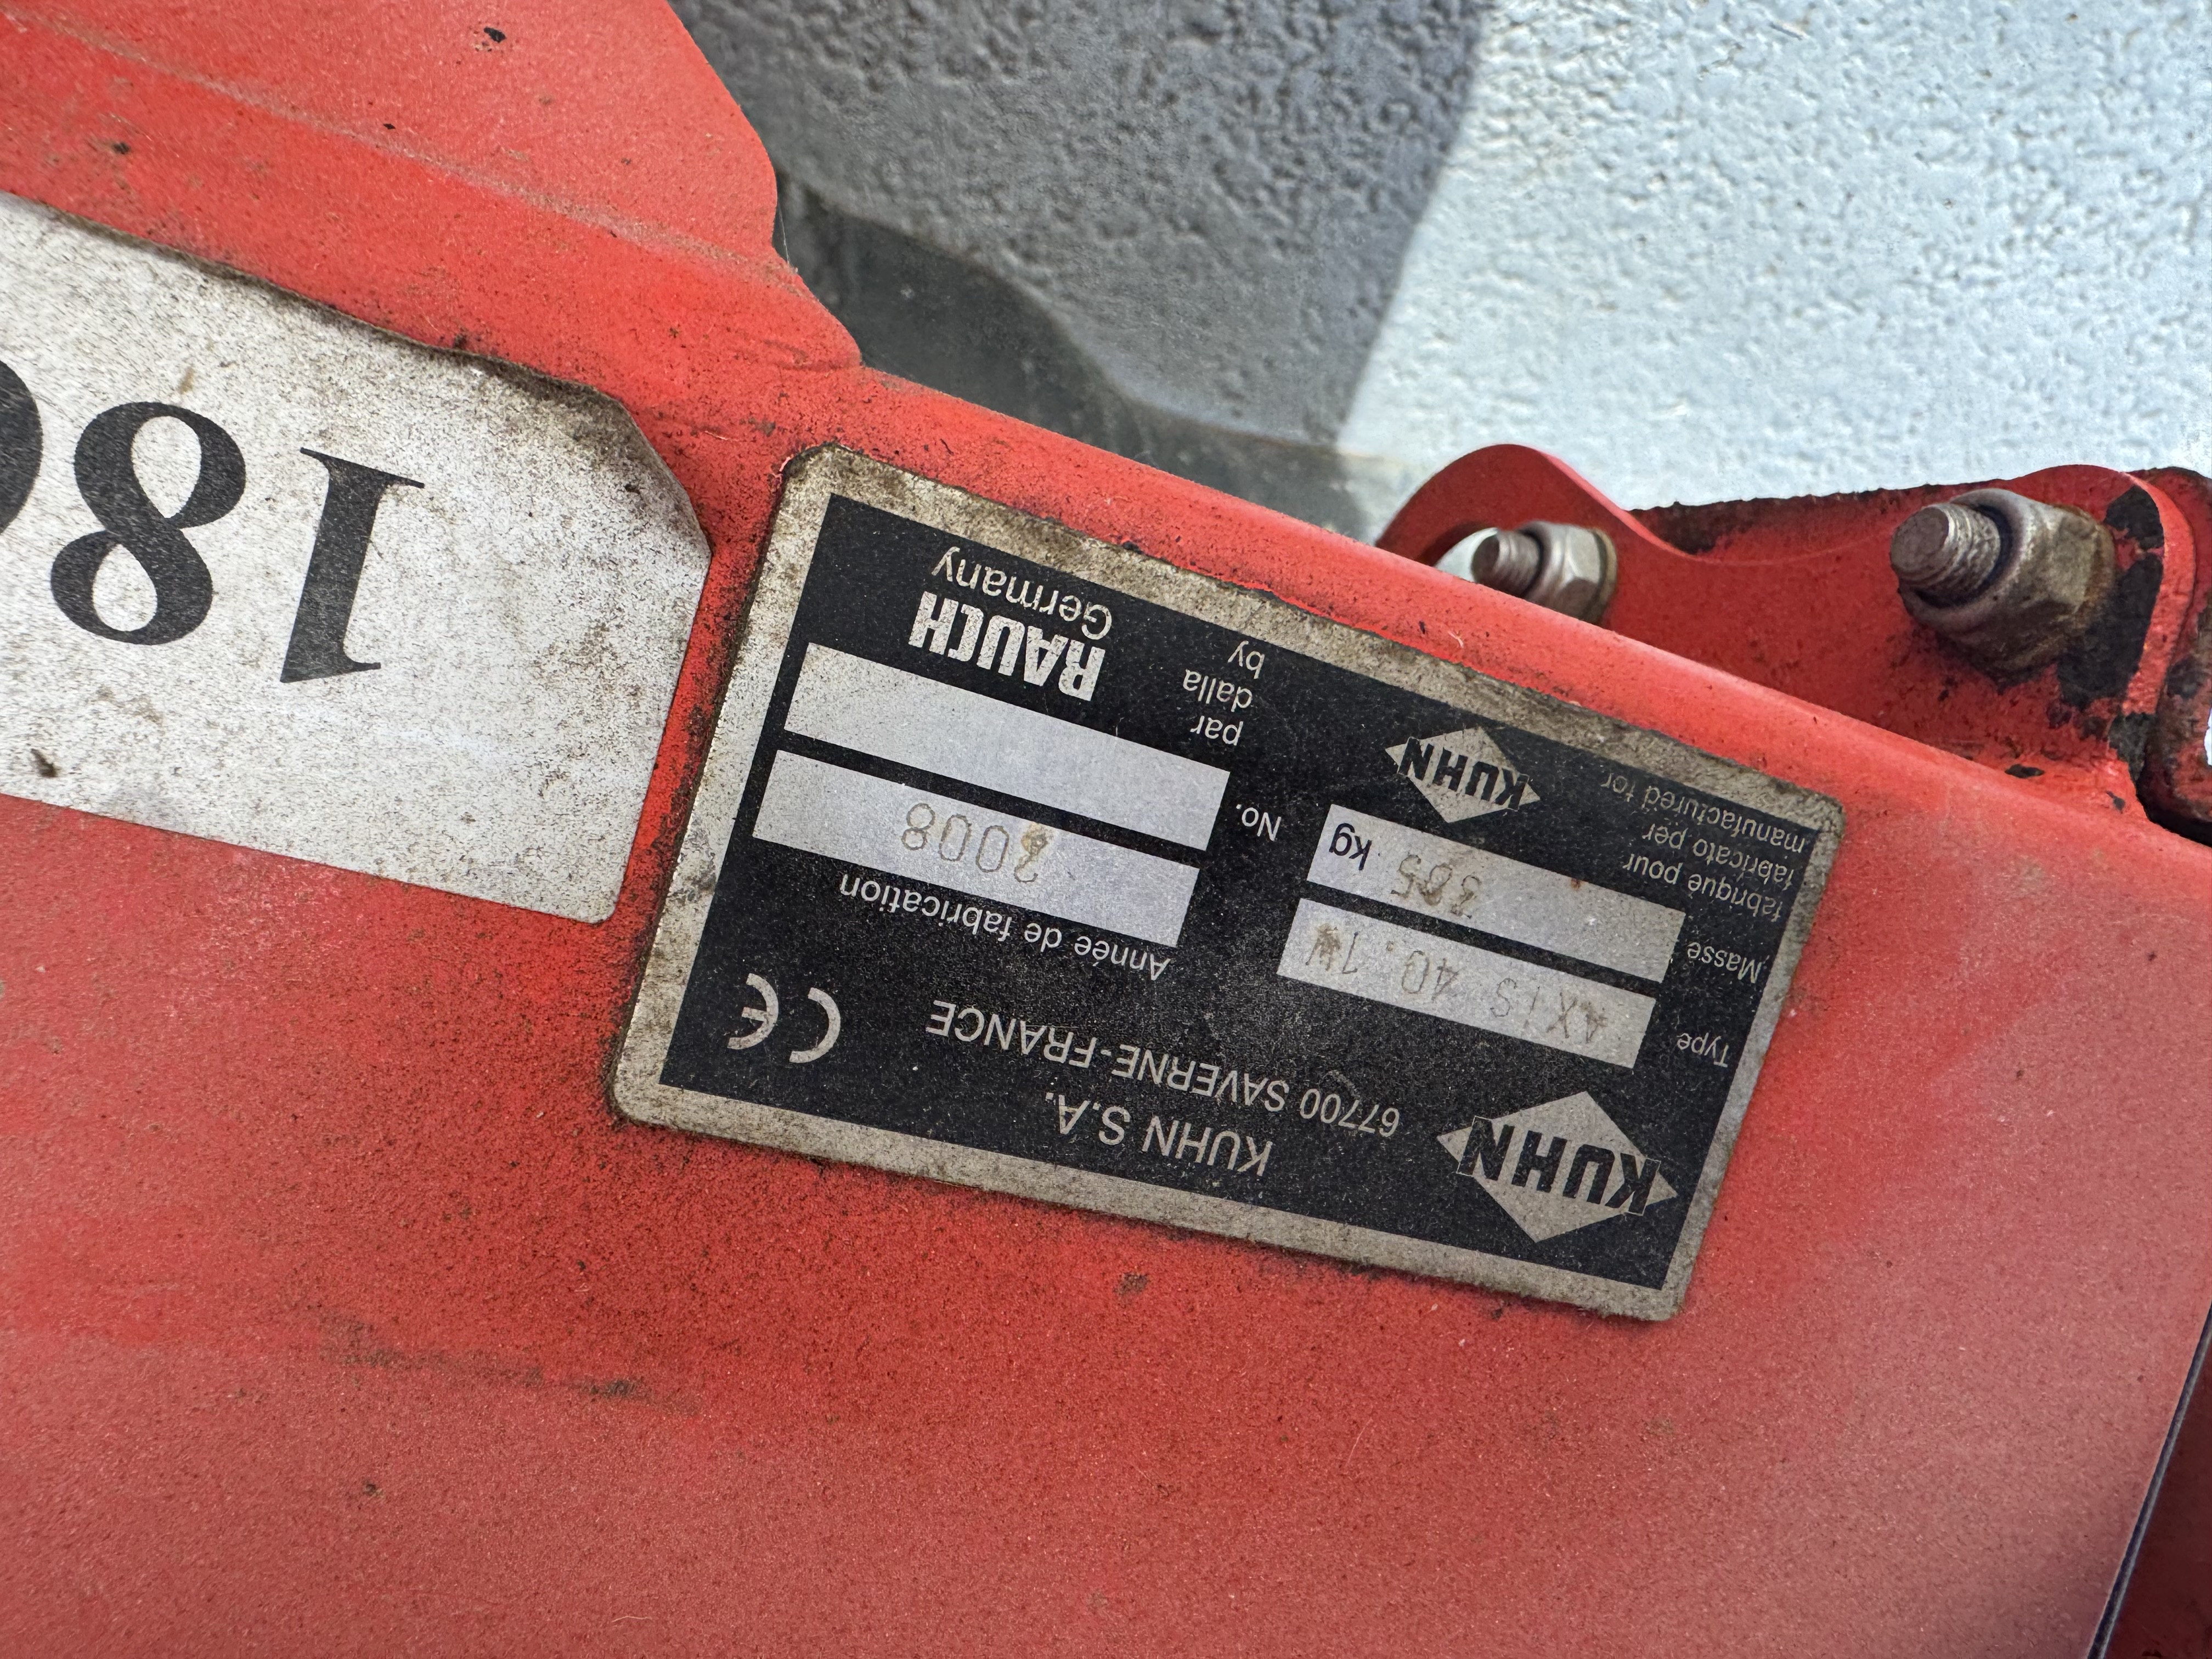 KUHN
KUHN S.A.
67700 SAVERNE-FRANCE
CE
Type
AXIS 40.1W
Année de fabrication
2008
Masse
365 kg
No.
fabriqué pour
fabricato per
manufactured for
KUHN
par
dalla
by
RAUCH
Germany
18